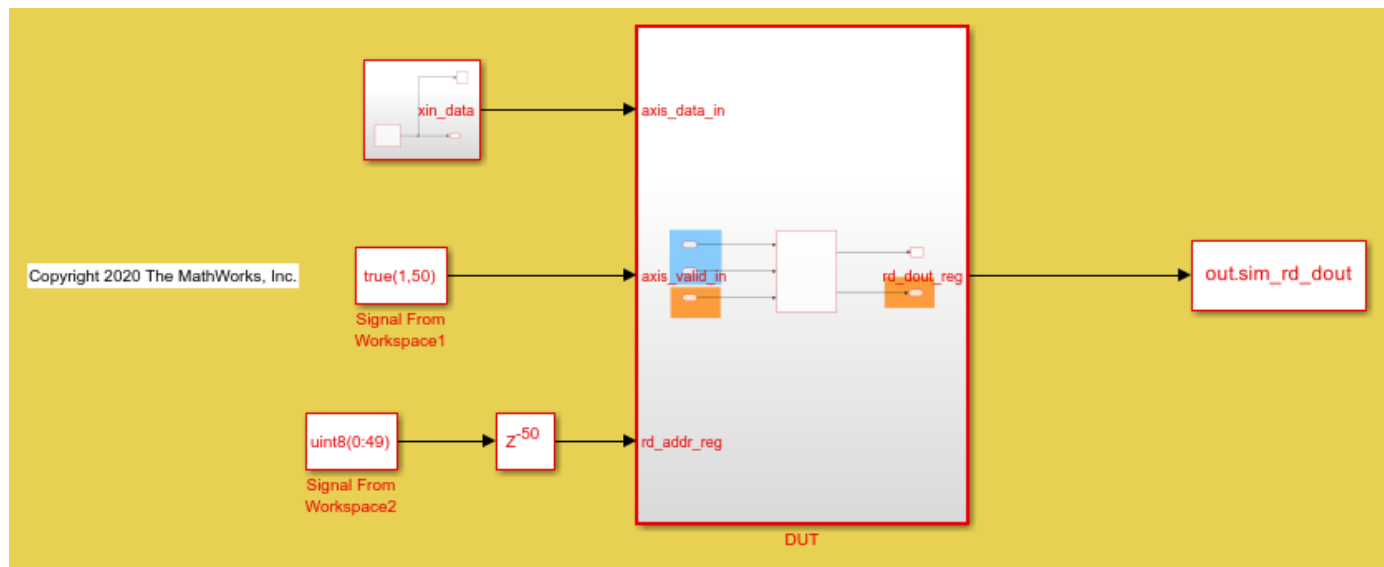 xin_data
axis_data_in
Copyright 2020 The MathWorks, Inc.
true(1,50)
Signal From
Workspace1
axis_valid_in
rd_dout_reg
out.sim_rd_dout
uint8(0:49)
Signal From
Workspace2
Z-50
rd_addr_reg
DUT